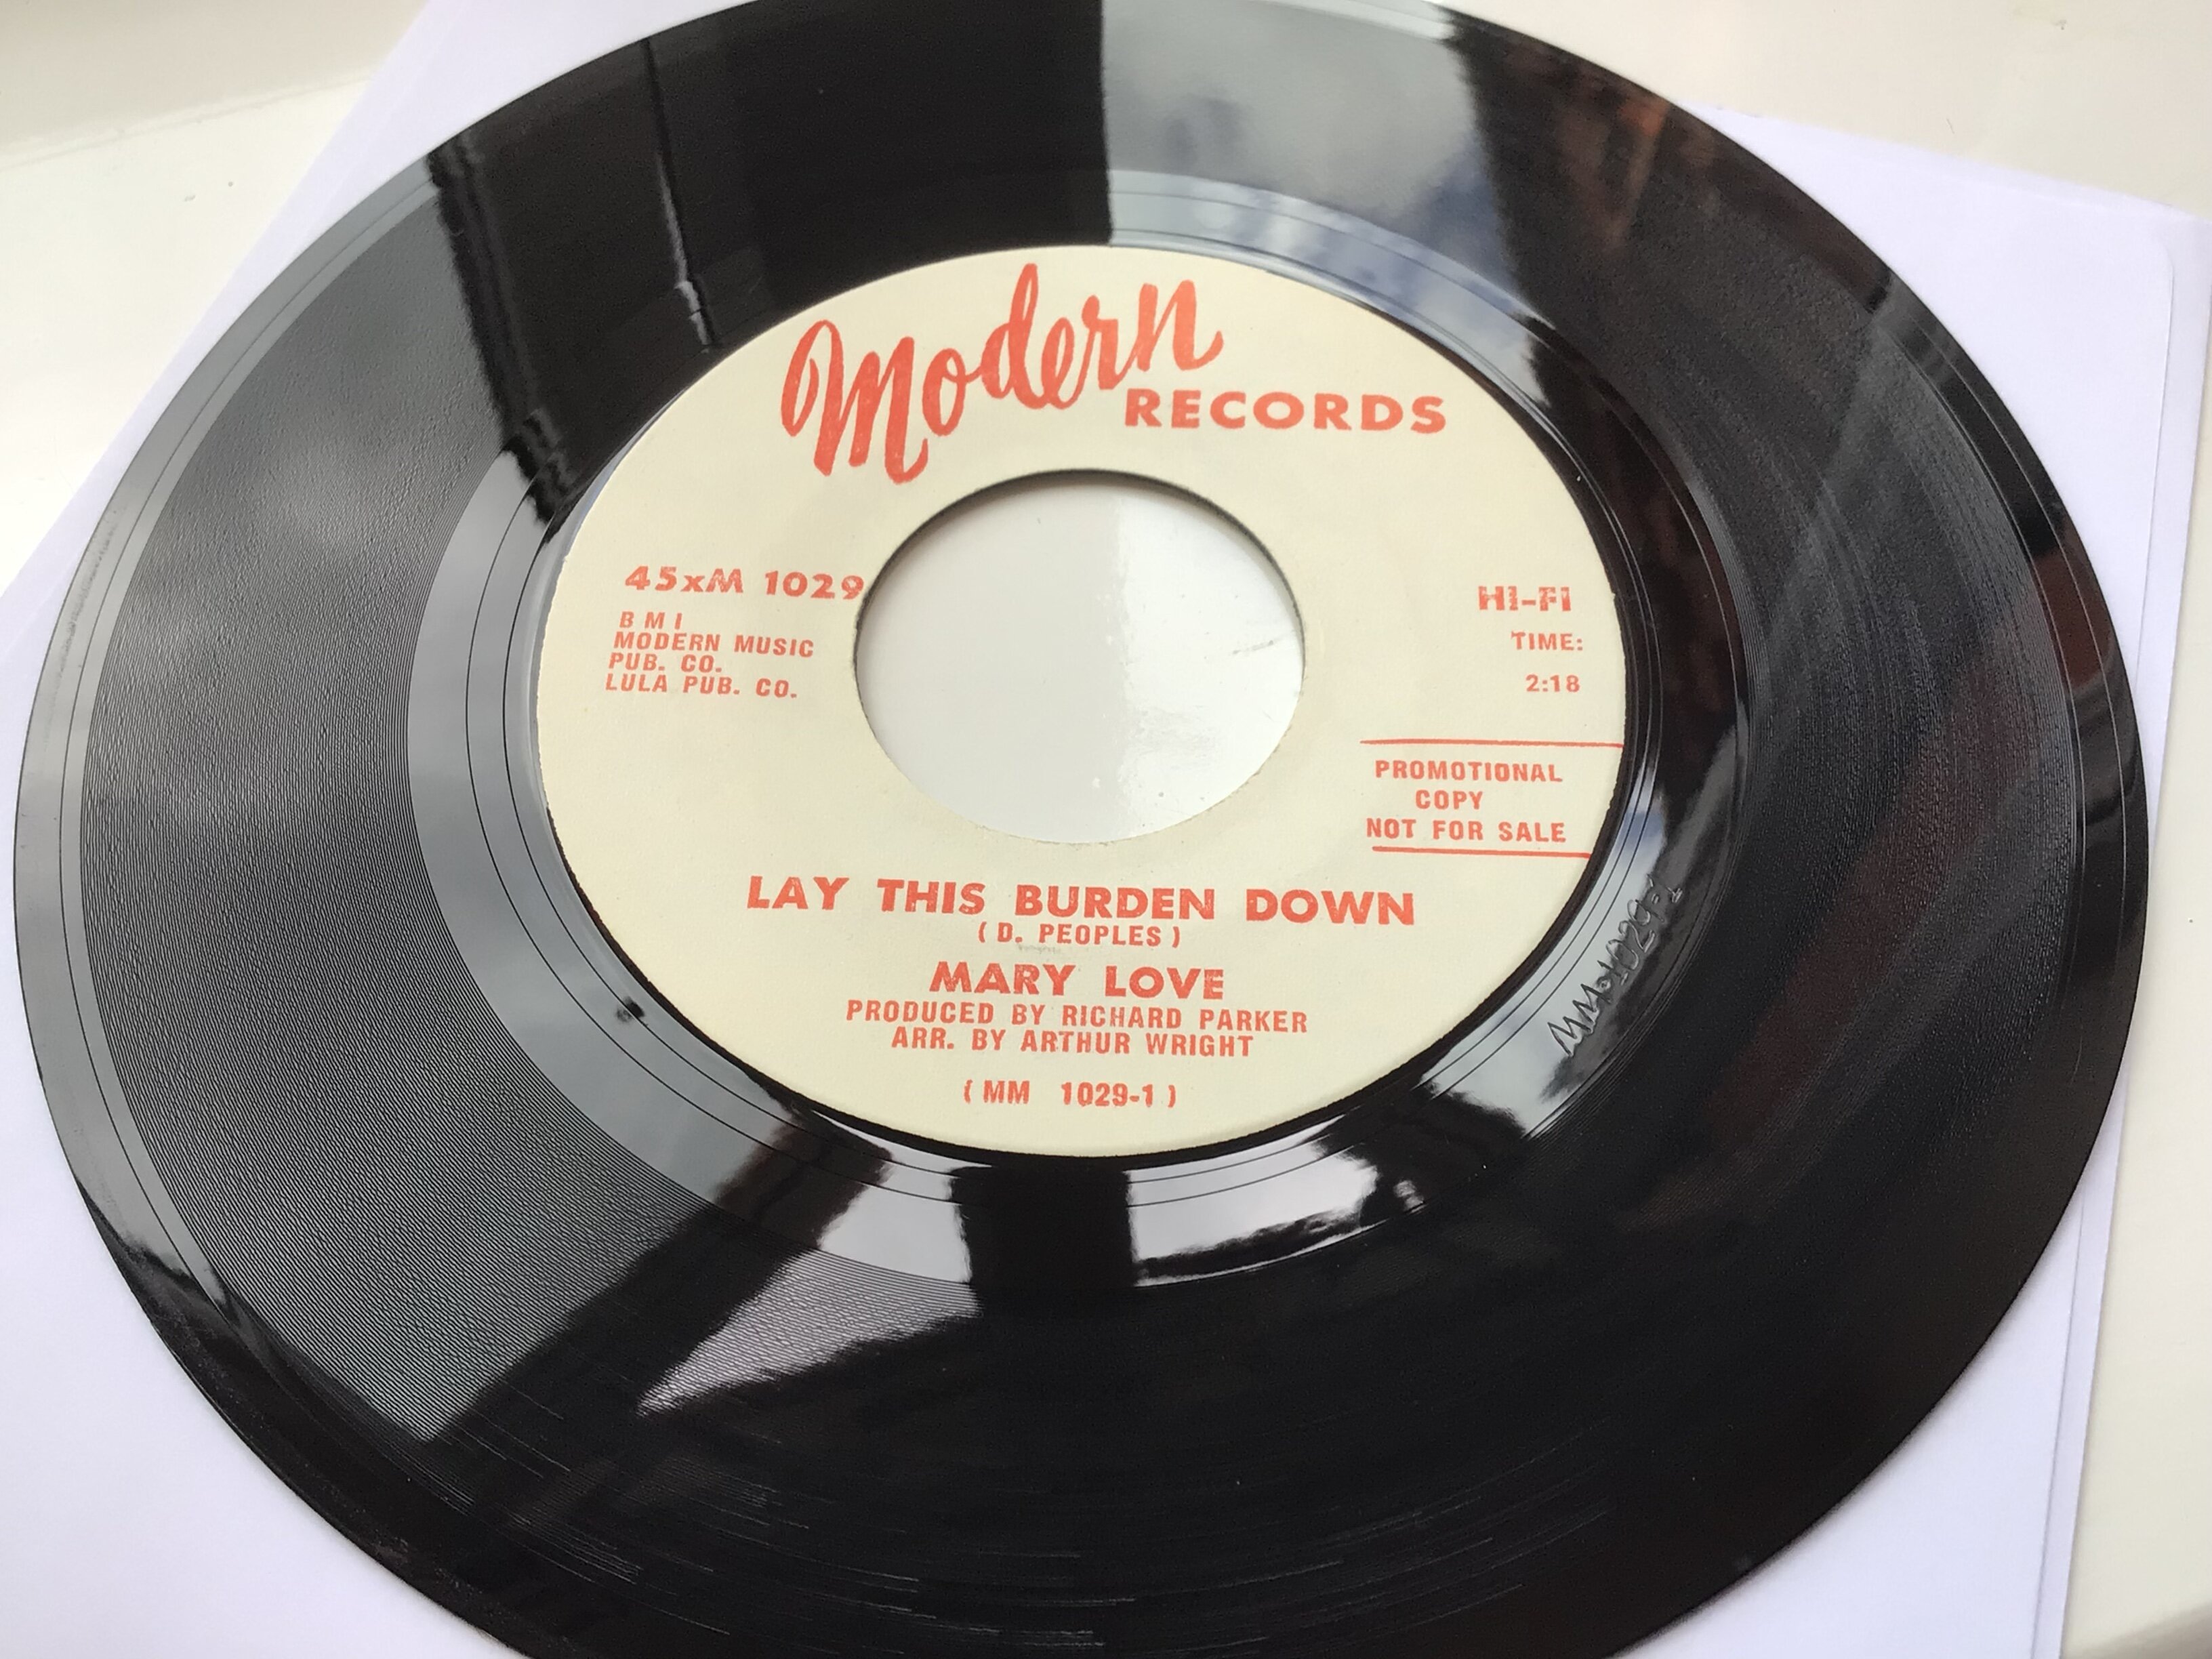 Modern
RECORDS
45xM 1029
BMI
MODERN MUSIC
PUB. CO.
LULA PUB. CO.
HI-FI
TIME:
2:18
PROMOTIONAL
COPY
NOT FOR SALE
LAY THIS BURDEN DOWN
(D. PEOPLES)
MARY LOVE
PRODUCED BY RICHARD PARKER
ARR. BY ARTHUR WRIGHT
(MM 1029-1)